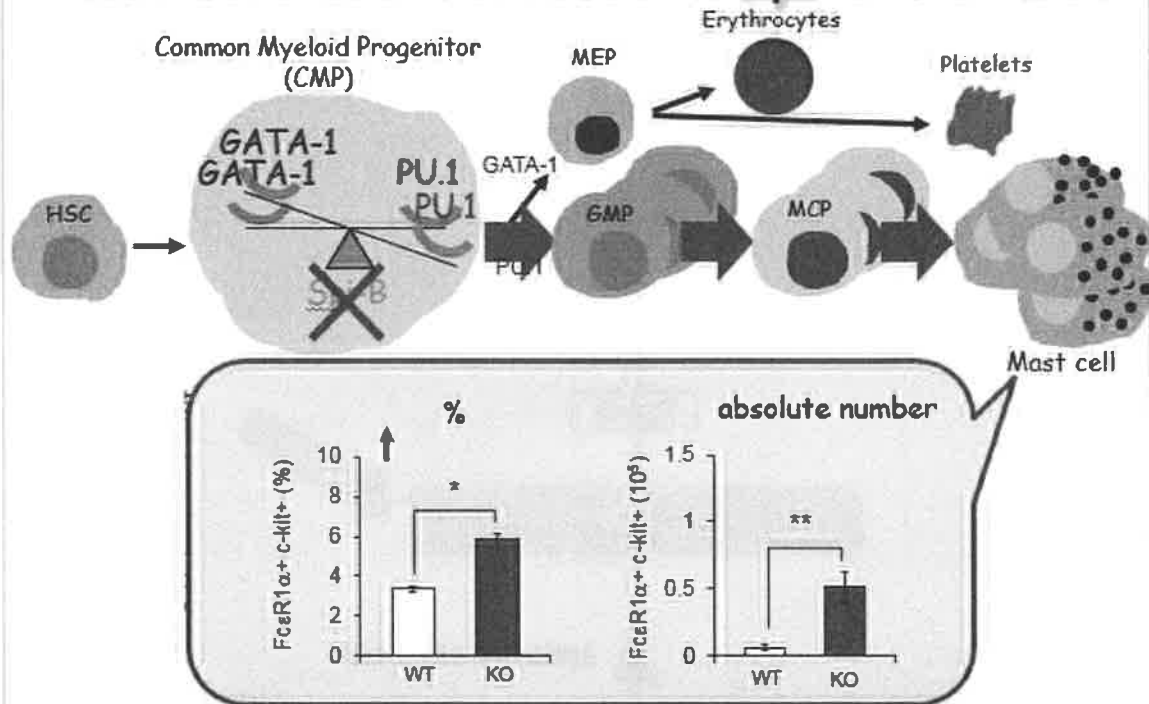 Erythrocytes
Common Myeloid Progenitor
(CMP)
MEP
Platelets
GATA-1
GATA-1
PU.1
PU.1
GATA-1
HSC
GMP
MCP
PU.1
Mast cell
%
absolute number
FcεR1α+ c-kit+ (%)
10
8
6
4
2
0
*
WT
KO
FcεR1α+ c-kit+ (10⁵)
1.5
1
0.5
0
**
WT
KO